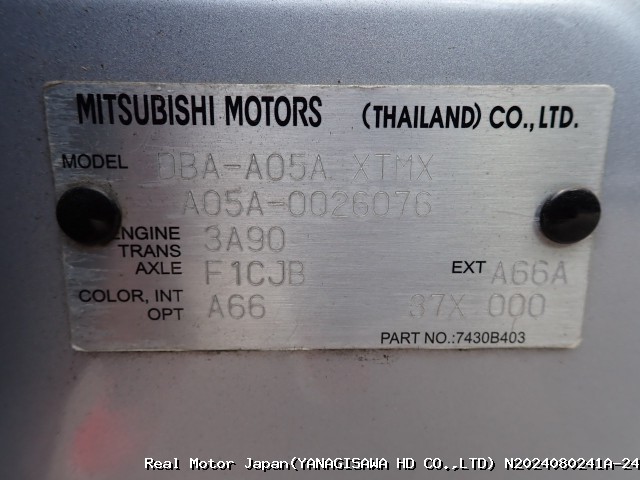 MITSUBISHI MOTORS (THAILAND) CO.,LTD.
MODEL DBA-A05A XTMX
A05A-0026076
ENGINE 3A90
TRANS
AXLE F1CJB EXT A66A
COLOR, INT A66 37X 000
OPT
PART NO.:7430B403
Real Motor Japan(YANAGISAWA HD CO.,LTD) N2024080241A-24